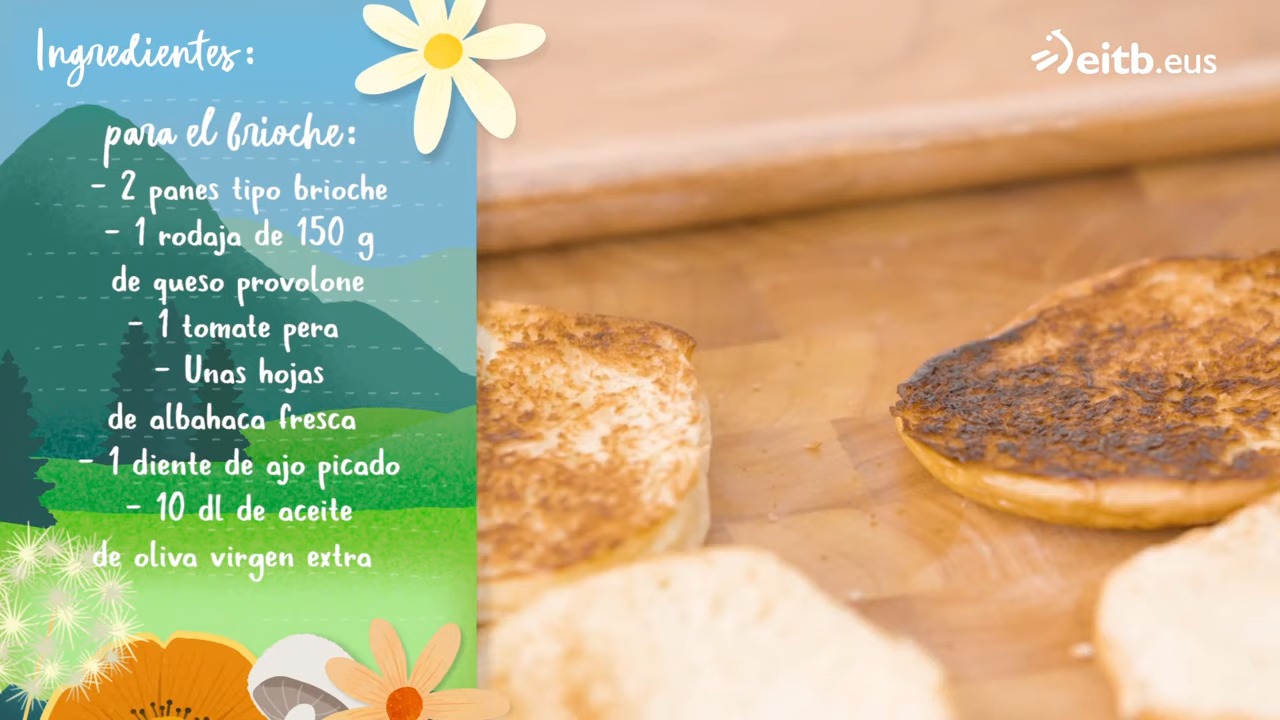 Ingredientes:
eitb.eus
para el brioche:
- 2 panes tipo brioche
- 1 rodaja de 150 g
de queso provolone
- 1 tomate pera
- Unas hojas
de albahaca fresca
- 1 diente de ajo picado
- 10 dl de aceite
de oliva virgen extra